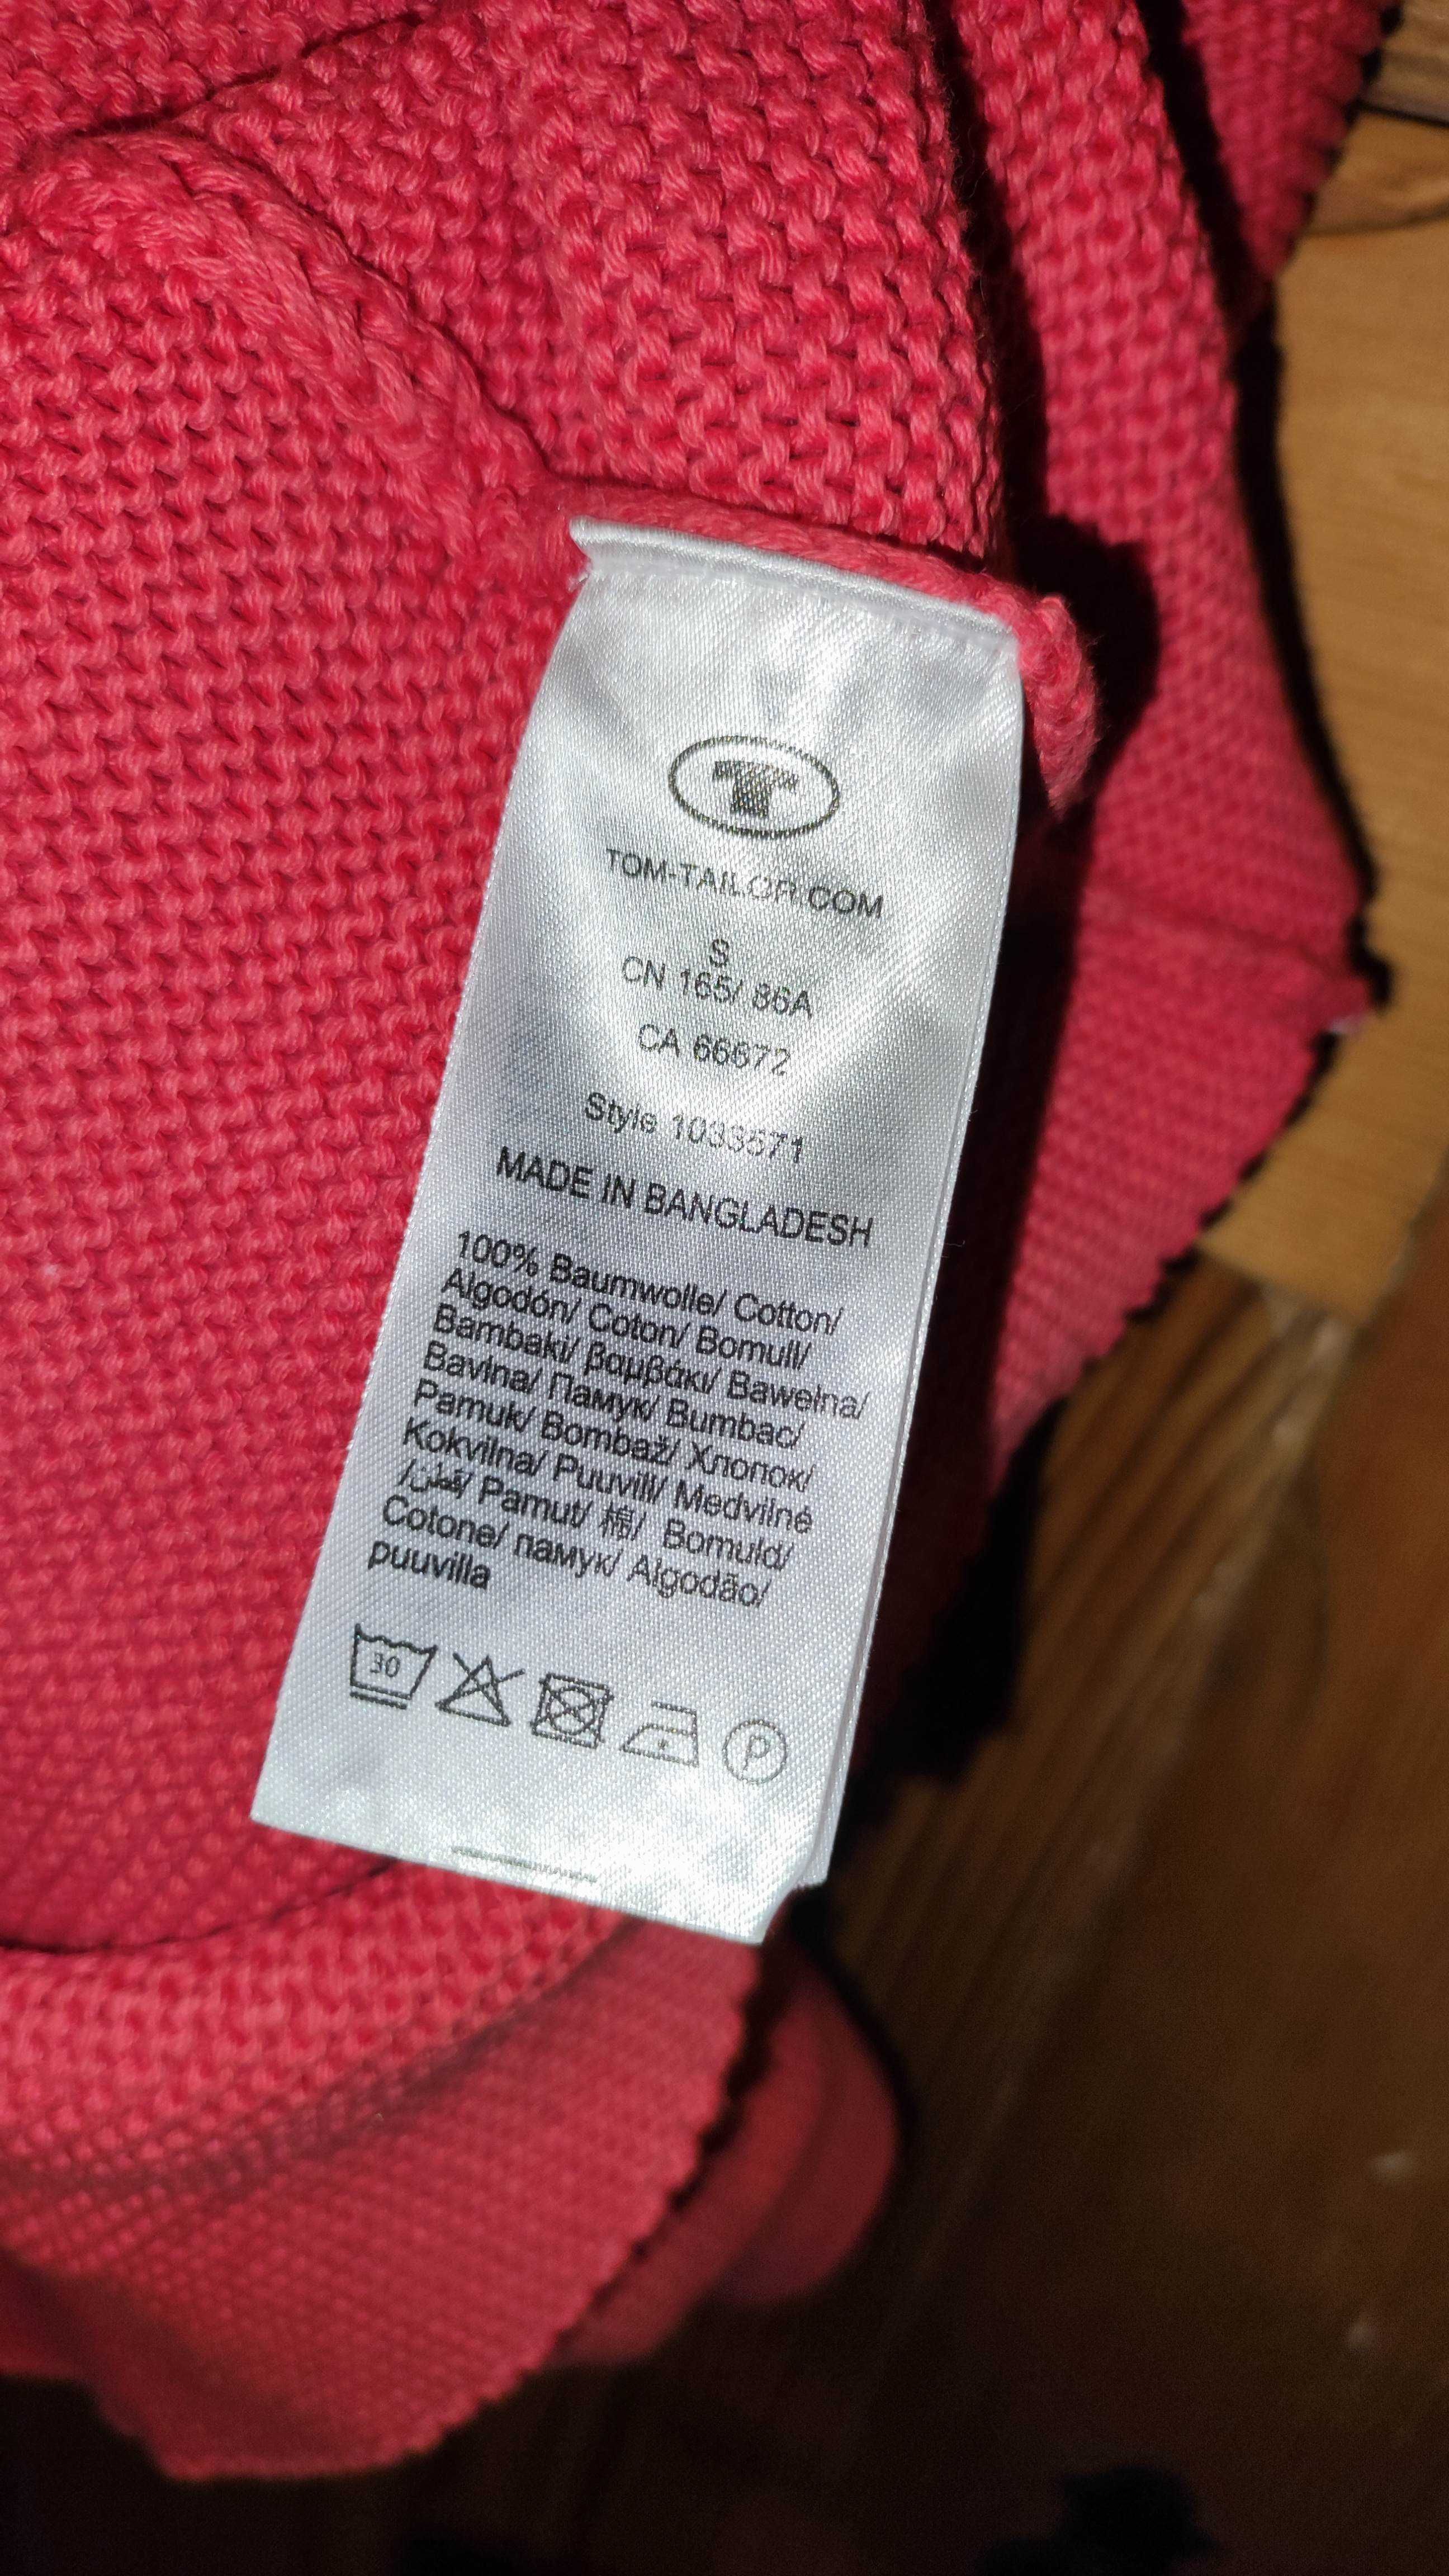 T
TOM-TAILOR.COM
S
CN 165/ 86A
CA 66672
Style 1033571
MADE IN BANGLADESH
100% Baumwolle/ Cotton/
Algodón/ Coton/ Bomull/
Bambaki/ βαμβάκι/ Bawełna/
Bavlna/ Памук/ Bumbac/
Pamuk/ Bombaž/ Хлопок/
Kokvilna/ Puuvill/ Medvilnė
/قطن/ Pamut/ 棉/ Bomuld/
Cotone/ памук/ Algodão/
puuvilla
30
P